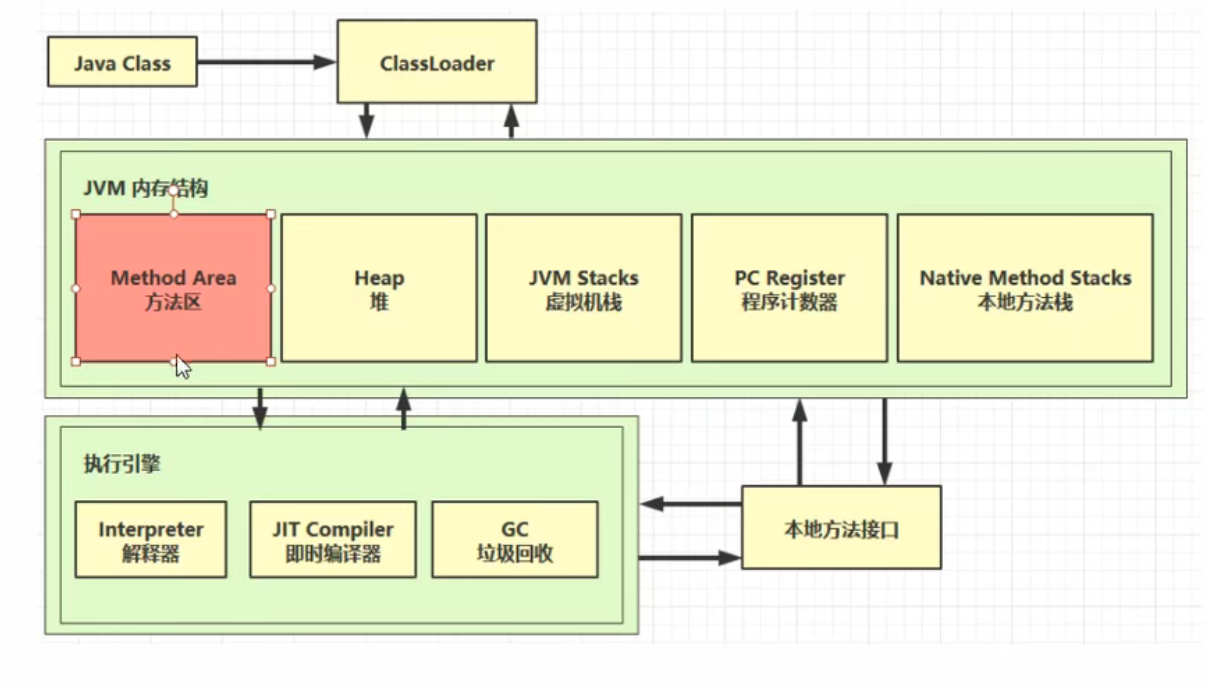 Java Class
ClassLoader
JVM 内存结构
Method Area
方法区
Heap
堆
JVM Stacks
虚拟机栈
PC Register
程序计数器
Native Method Stacks
本地方法栈
执行引擎
Interpreter
解释器
JIT Compiler
即时编译器
GC
垃圾回收
本地方法接口